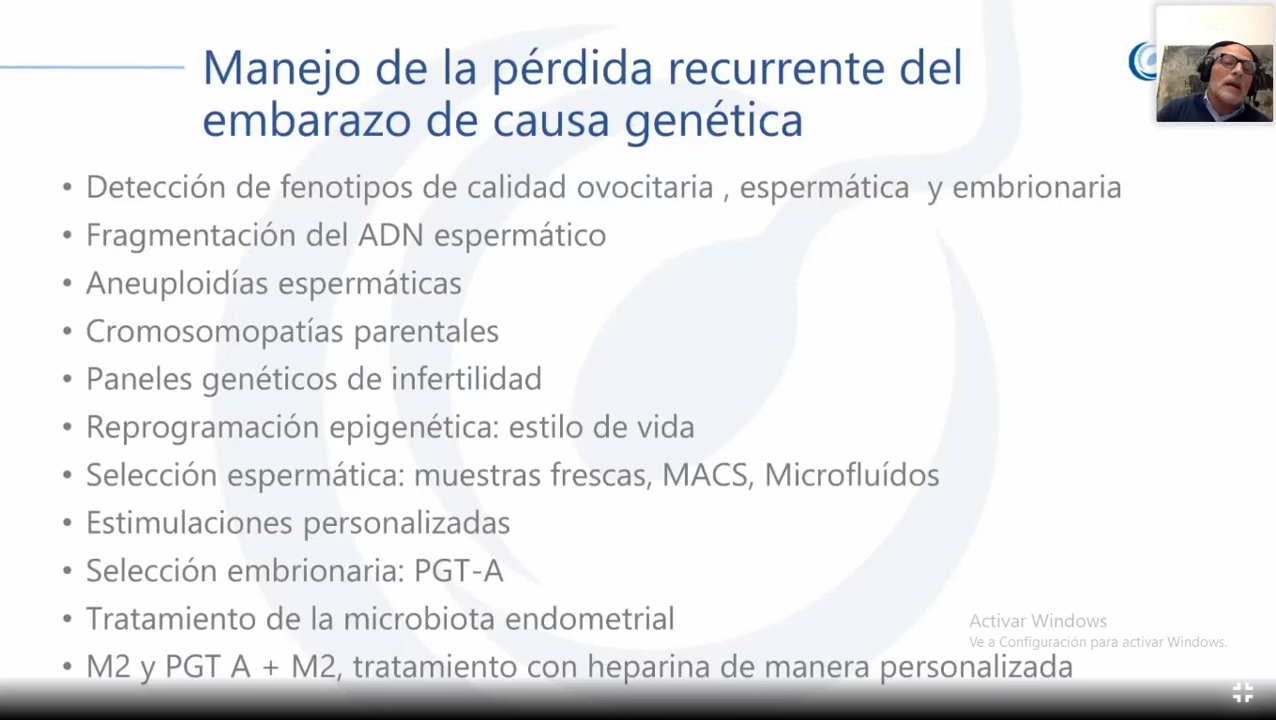 Manejo de la pérdida recurrente del
embarazo de causa genética
• Detección de fenotipos de calidad ovocitaria , espermática y embrionaria
• Fragmentación del ADN espermático
• Aneuploidías espermáticas
• Cromosomopatías parentales
• Paneles genéticos de infertilidad
• Reprogramación epigenética: estilo de vida
• Selección espermática: muestras frescas, MACS, Microfluídos
• Estimulaciones personalizadas
• Selección embrionaria: PGT-A
• Tratamiento de la microbiota endometrial
Activar Windows
Ve a Configuración para activar Windows.
• M2 y PGT A + M2, tratamiento con heparina de manera personalizada